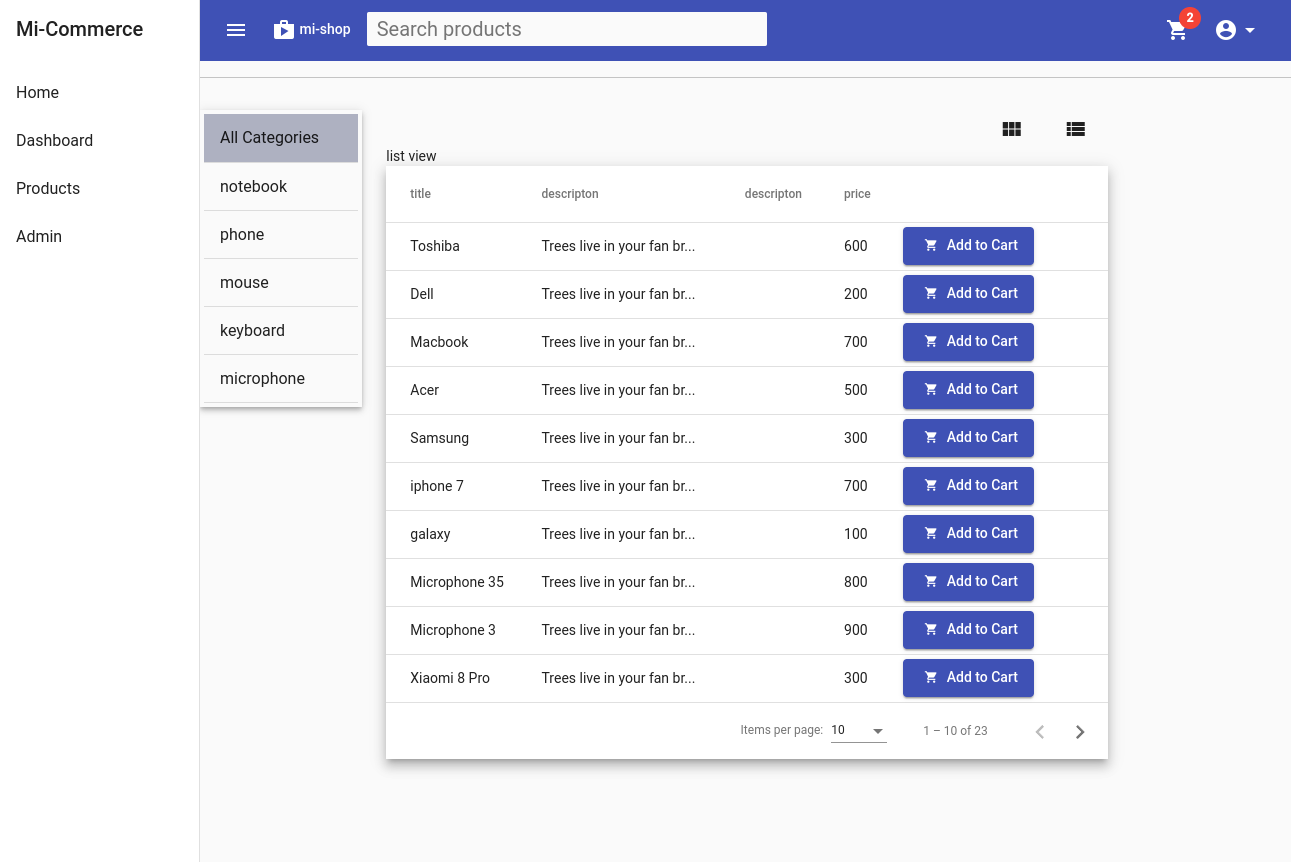 Mi-Commerce
mi-shop
Search products
2
Home
Dashboard
Products
Admin
All Categories
notebook
phone
mouse
keyboard
microphone
list view
title descripton descripton price
Toshiba Trees live in your fan br... 600 Add to Cart
Dell Trees live in your fan br... 200 Add to Cart
Macbook Trees live in your fan br... 700 Add to Cart
Acer Trees live in your fan br... 500 Add to Cart
Samsung Trees live in your fan br... 300 Add to Cart
iphone 7 Trees live in your fan br... 700 Add to Cart
galaxy Trees live in your fan br... 100 Add to Cart
Microphone 35 Trees live in your fan br... 800 Add to Cart
Microphone 3 Trees live in your fan br... 900 Add to Cart
Xiaomi 8 Pro Trees live in your fan br... 300 Add to Cart
Items per page: 10 1 – 10 of 23